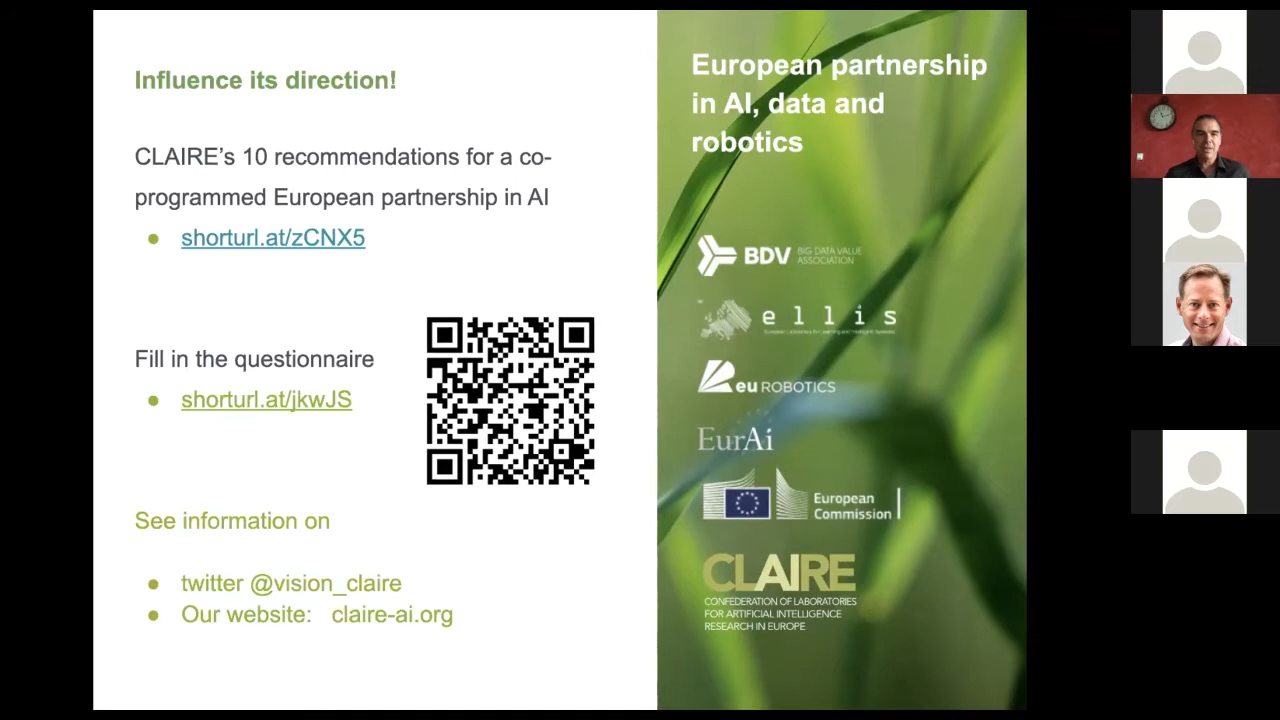 Influence its direction!
CLAIRE’s 10 recommendations for a co-
programmed European partnership in AI
● shorturl.at/zCNX5
Fill in the questionnaire
● shorturl.at/jkwJS
See information on
● twitter @vision_claire
● Our website: claire-ai.org
European partnership
in AI, data and
robotics
BDV BIG DATA VALUE
ASSOCIATION
ellis
eu ROBOTICS
EurAi
European
Commission
CLAIRE
CONFEDERATION OF LABORATORIES
FOR ARTIFICIAL INTELLIGENCE
RESEARCH IN EUROPE